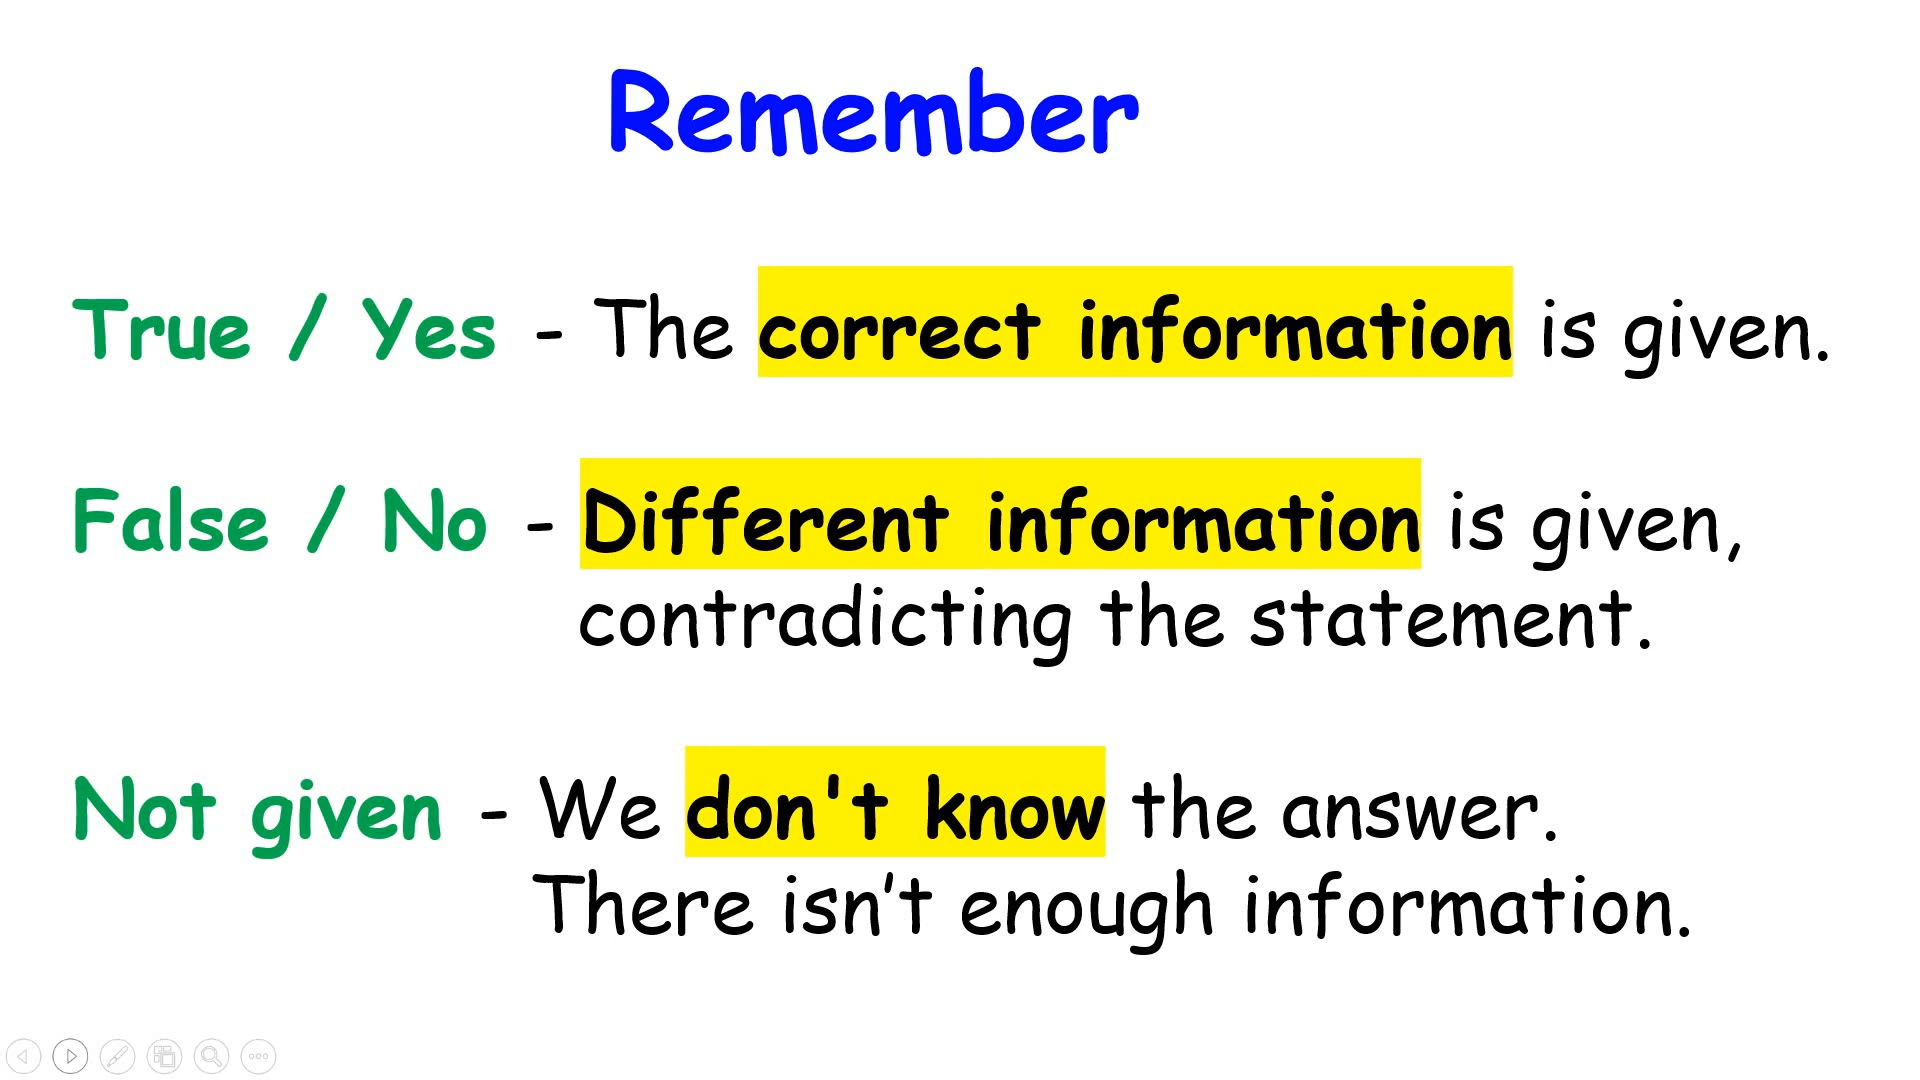 Remember
True / Yes - The correct information is given.
False / No - Different information is given,
contradicting the statement.
Not given - We don't know the answer.
There isn’t enough information.